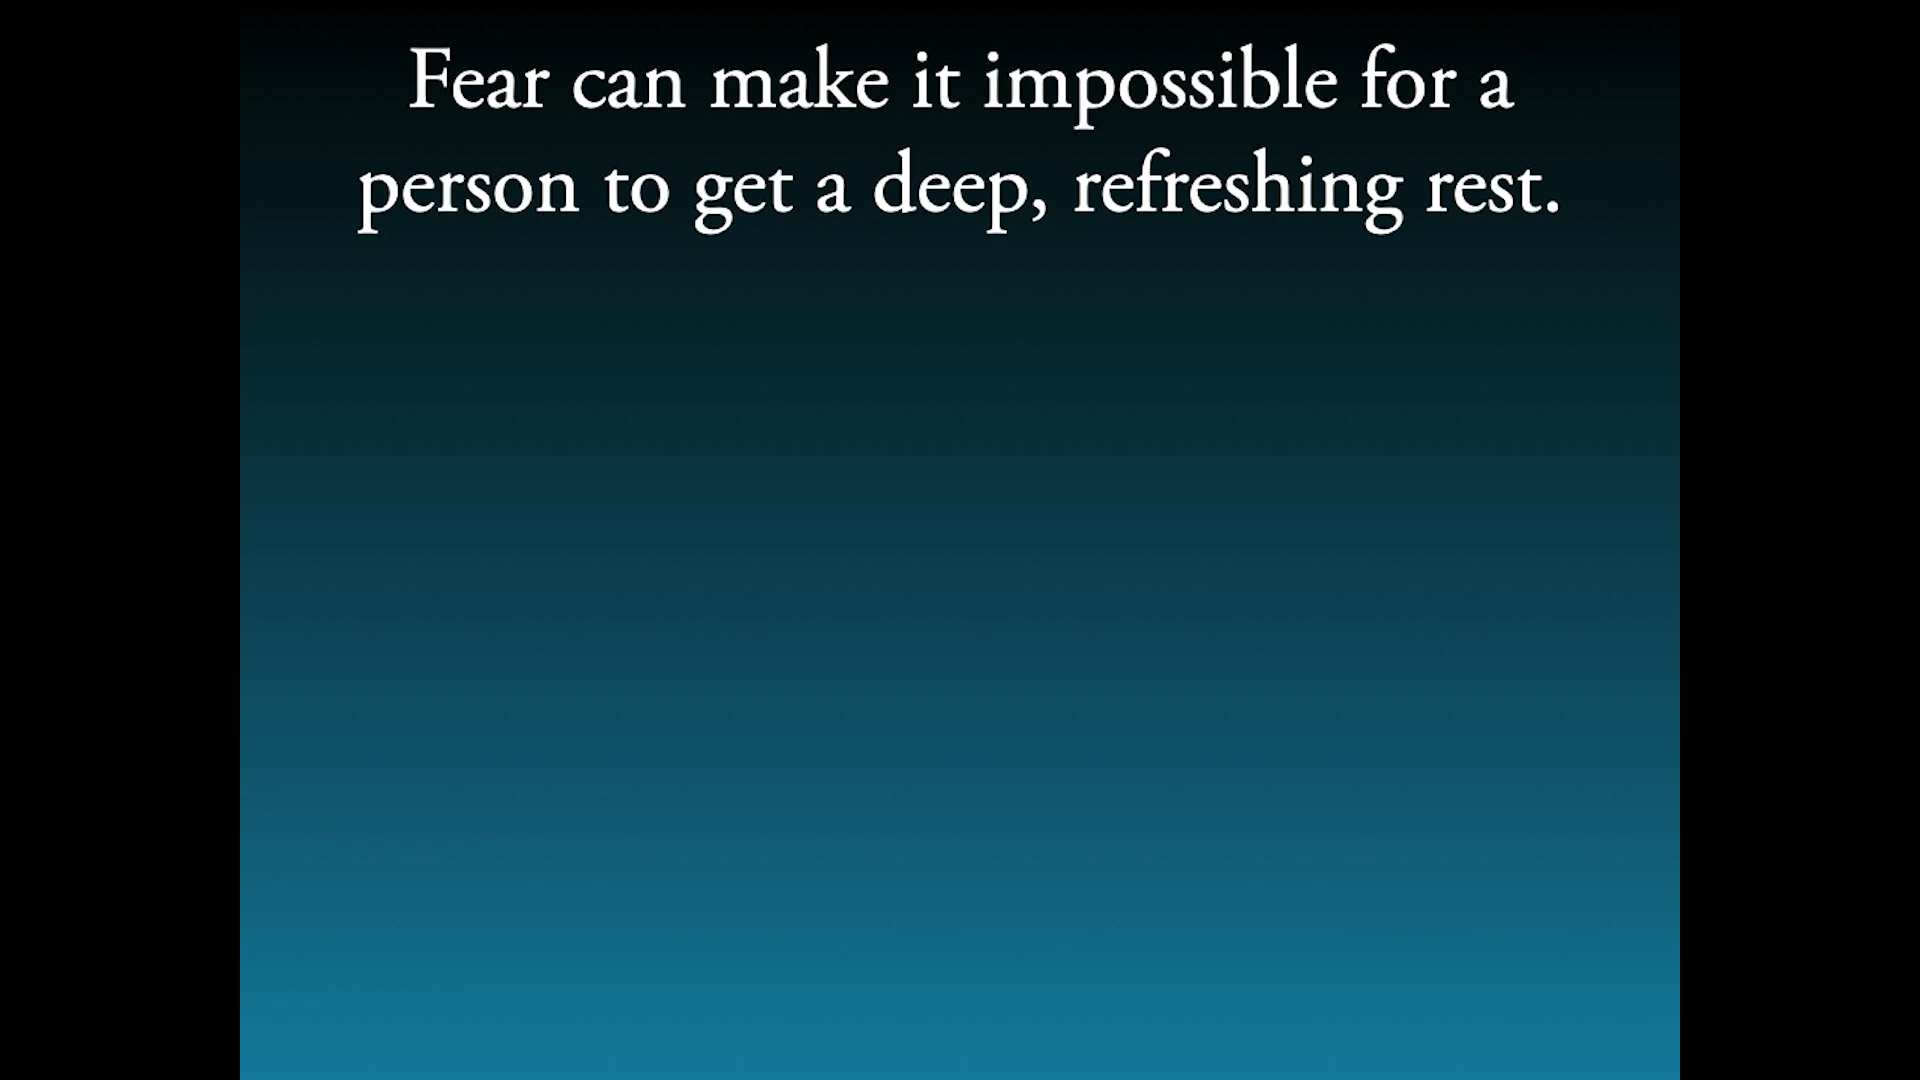 Fear can make it impossible for a
person to get a deep, refreshing rest.